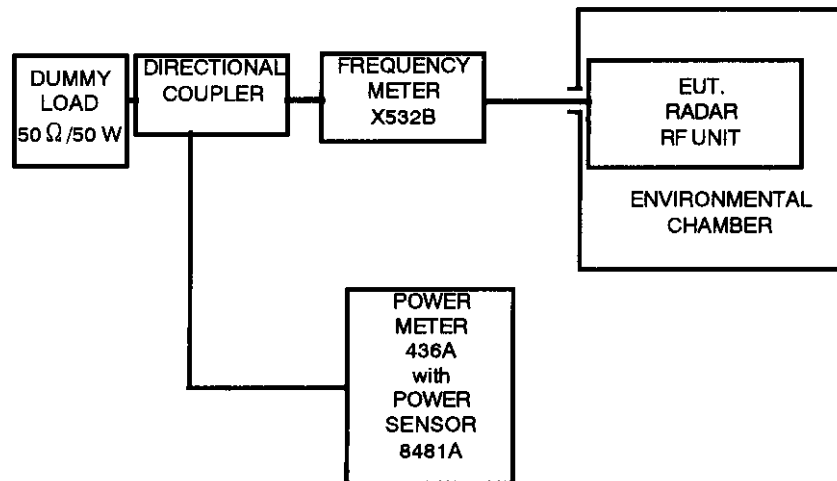 DUMMY
LOAD
50 Ω /50 W
DIRECTIONAL
COUPLER
FREQUENCY
METER
X532B
EUT.
RADAR
RF UNIT
ENVIRONMENTAL
CHAMBER
POWER
METER
436A
with
POWER
SENSOR
8481A